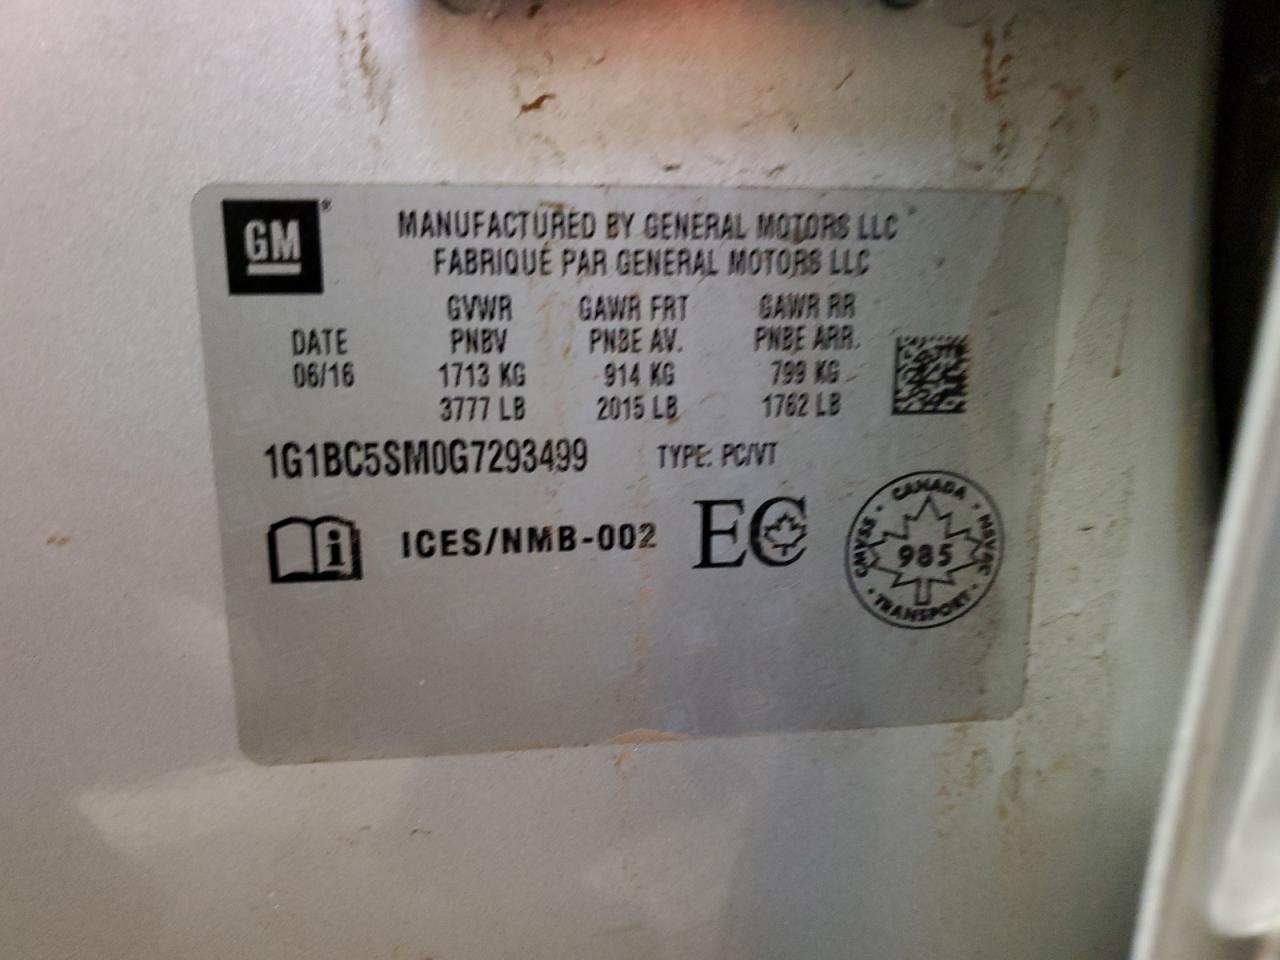 GM®
MANUFACTURED BY GENERAL MOTORS LLC
FABRIQUÉ PAR GENERAL MOTORS LLC
GVWR GAWR FRT GAWR RR
DATE PNBV PNBE AV. PNBE ARR.
06/16 1713 KG 914 KG 799 KG
3777 LB 2015 LB 1762 LB
1G1BC5SM0G7293499 TYPE: PC/VT
i ICES/NMB-002 EC
CANADA
CMVSS 985 NSVAC
TRANSPORT